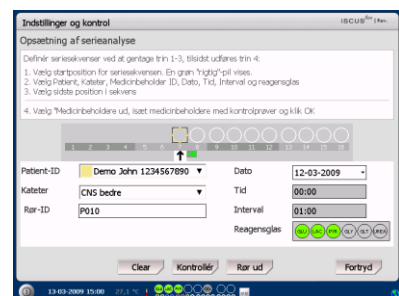 Indstillinger og kontrol
ISCUS
Opsætning af serieanalyse
Definér seriesekvenser ved at gentage trin 1-3, tilsidst udføres trin 4:
1. Vælg startposition for seriesekvensen. En grøn "rigtig"-pil vises.
2. Vælg Patient, Kateter, Medicinbeholder ID, Dato, Tid, Interval og reagensglas
3. Vælg sidste position i sekvens
4. Vælg "Medicinbeholdere ud, isæt medicinbeholdere med kontrolprøver og klik OK
1 2 3 4 5 6 7 8 9 10 11 12 13 14 15 16
Patient-ID Demo John 1234567890 Dato 12-03-2009
Kateter CNS bedre Tid 00:00
Rør-ID P010 Interval 01:00
Reagensglas GLU LAC PYR GLY GLT UREA
Clear Kontrollér Rør ud Fortryd
13-03-2009 15:00 27,1 °C